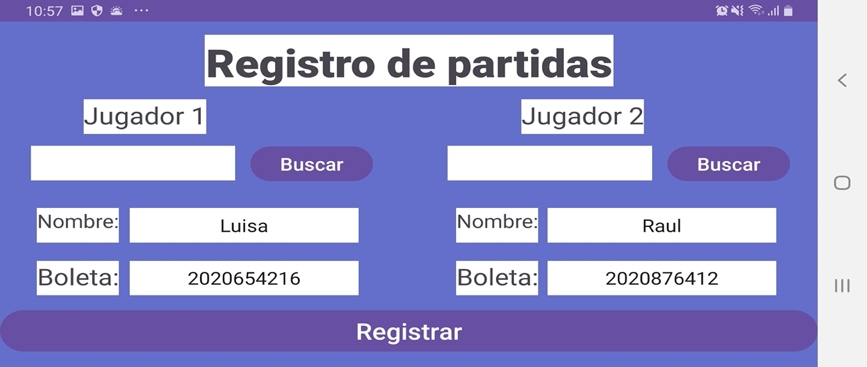 10:57
Registro de partidas
Jugador 1 Jugador 2
Buscar Buscar
Nombre: Luisa Nombre: Raul
Boleta: 2020654216 Boleta: 2020876412
Registrar